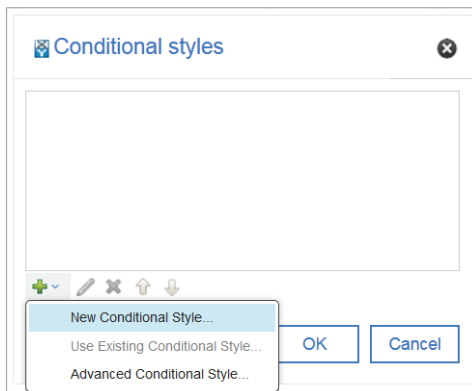 Conditional styles
New Conditional Style...
Use Existing Conditional Style...
Advanced Conditional Style...
OK
Cancel